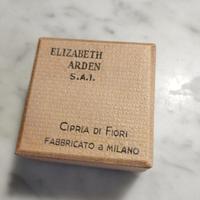 ELIZABETH
ARDEN
S.A.I.
CIPRIA DI FIORI
FABBRICATO a MILANO